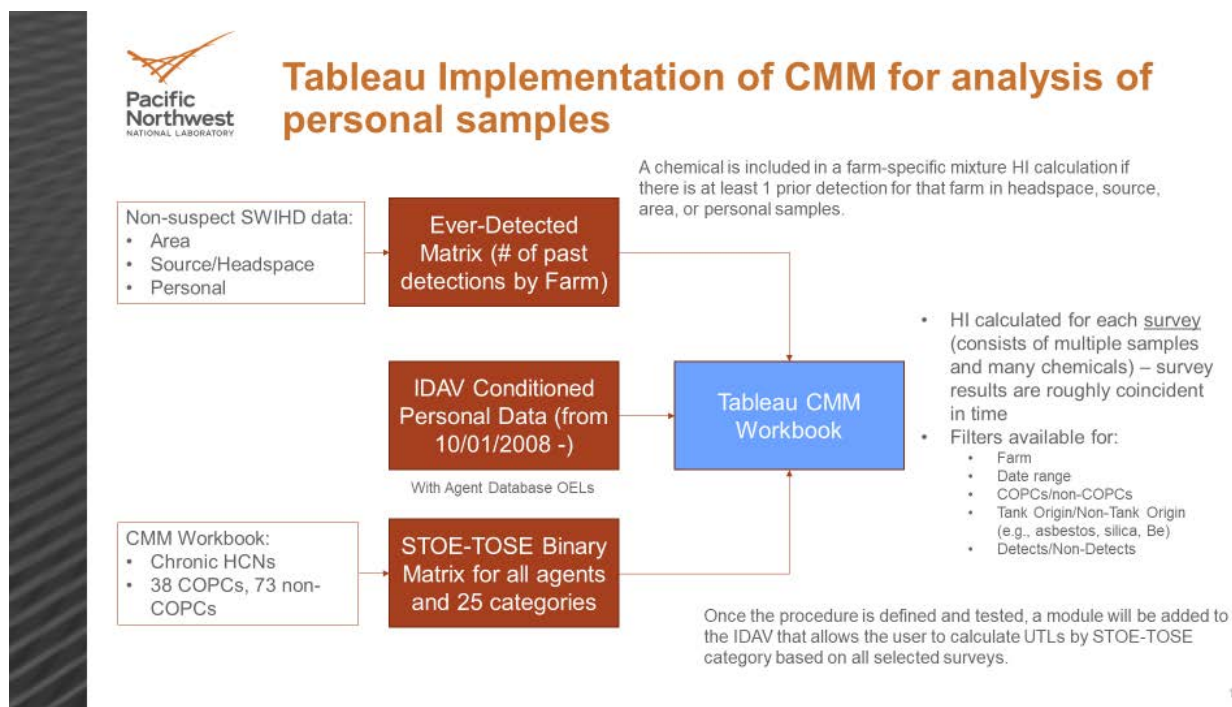 Pacific
Northwest
NATIONAL LABORATORY
Tableau Implementation of CMM for analysis of
personal samples
A chemical is included in a farm-specific mixture HI calculation if
there is at least 1 prior detection for that farm in headspace, source,
area, or personal samples.
Non-suspect SWIHD data:
• Area
• Source/Headspace
• Personal
Ever-Detected
Matrix (# of past
detections by Farm)
IDAV Conditioned
Personal Data (from
10/01/2008 -)
With Agent Database OELs
CMM Workbook:
• Chronic HCNs
• 38 COPCs, 73 non-
COPCs
STOE-TOSE Binary
Matrix for all agents
and 25 categories
Tableau CMM
Workbook
• HI calculated for each survey
(consists of multiple samples
and many chemicals) – survey
results are roughly coincident
in time
• Filters available for:
• Farm
• Date range
• COPCs/non-COPCs
• Tank Origin/Non-Tank Origin
(e.g., asbestos, silica, Be)
• Detects/Non-Detects
Once the procedure is defined and tested, a module will be added to
the IDAV that allows the user to calculate UTLs by STOE-TOSE
category based on all selected surveys.